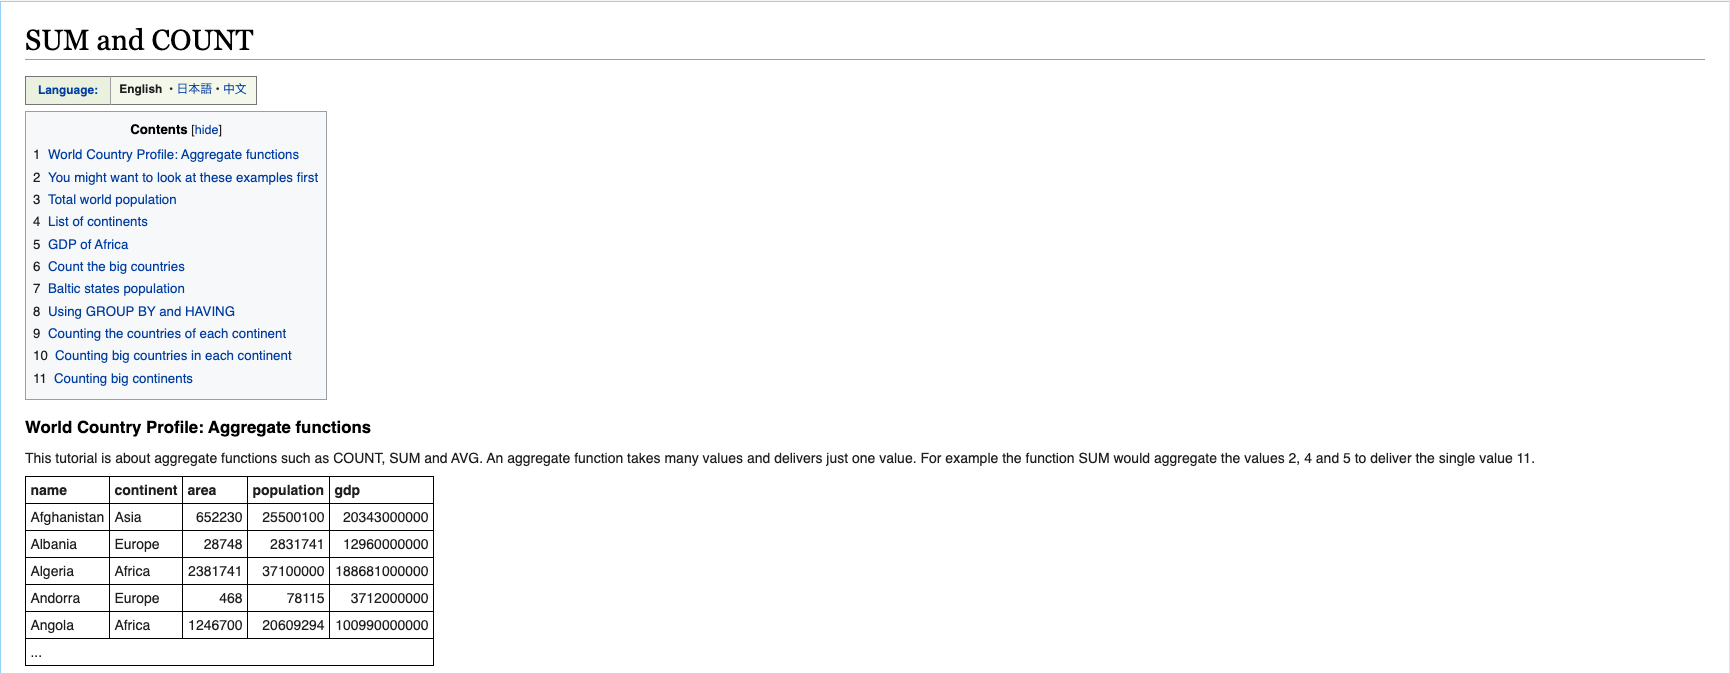 SUM and COUNT
Language: English • 日本語 • 中文
Contents [hide]
1 World Country Profile: Aggregate functions
2 You might want to look at these examples first
3 Total world population
4 List of continents
5 GDP of Africa
6 Count the big countries
7 Baltic states population
8 Using GROUP BY and HAVING
9 Counting the countries of each continent
10 Counting big countries in each continent
11 Counting big continents
World Country Profile: Aggregate functions
This tutorial is about aggregate functions such as COUNT, SUM and AVG. An aggregate function takes many values and delivers just one value. For example the function SUM would aggregate the values 2, 4 and 5 to deliver the single value 11.
name continent area population gdp
Afghanistan Asia 652230 25500100 20343000000
Albania Europe 28748 2831741 12960000000
Algeria Africa 2381741 37100000 188681000000
Andorra Europe 468 78115 3712000000
Angola Africa 1246700 20609294 100990000000
...